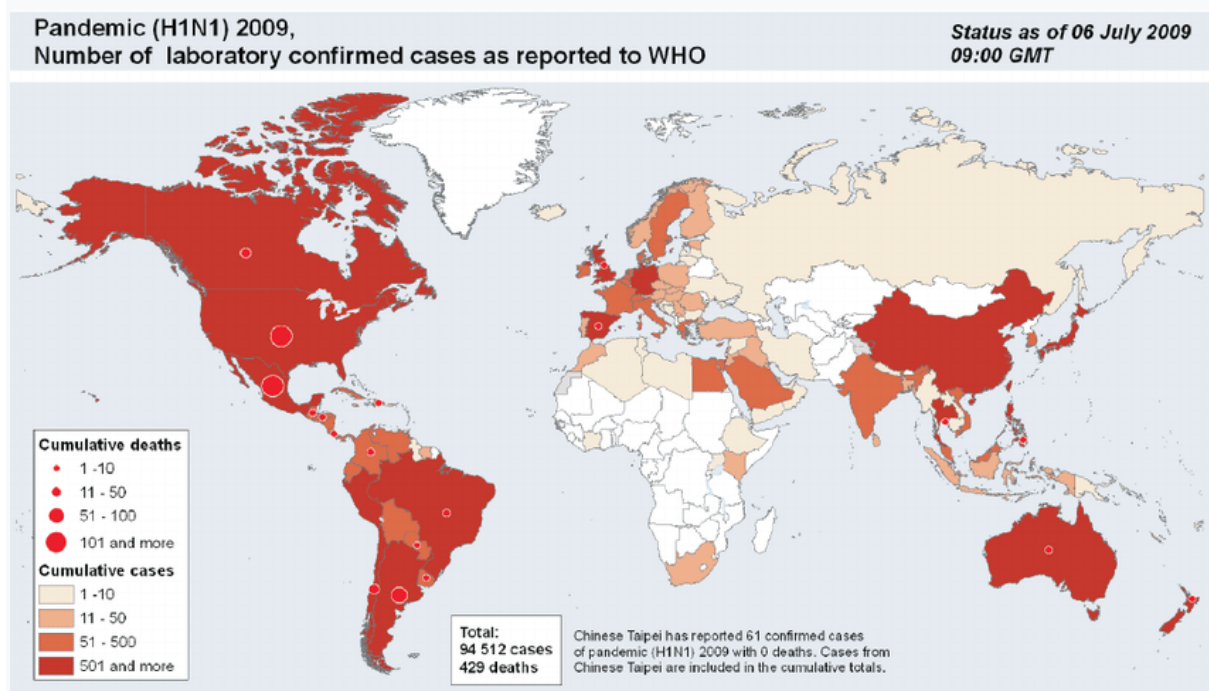 Pandemic (H1N1) 2009,
Number of laboratory confirmed cases as reported to WHO
Status as of 06 July 2009
09:00 GMT
Cumulative deaths
1 -10
11 - 50
51 - 100
101 and more
Cumulative cases
1 -10
11 - 50
51 - 500
501 and more
Total:
94 512 cases
429 deaths
Chinese Taipei has reported 61 confirmed cases
of pandemic (H1N1) 2009 with 0 deaths. Cases from
Chinese Taipei are included in the cumulative totals.